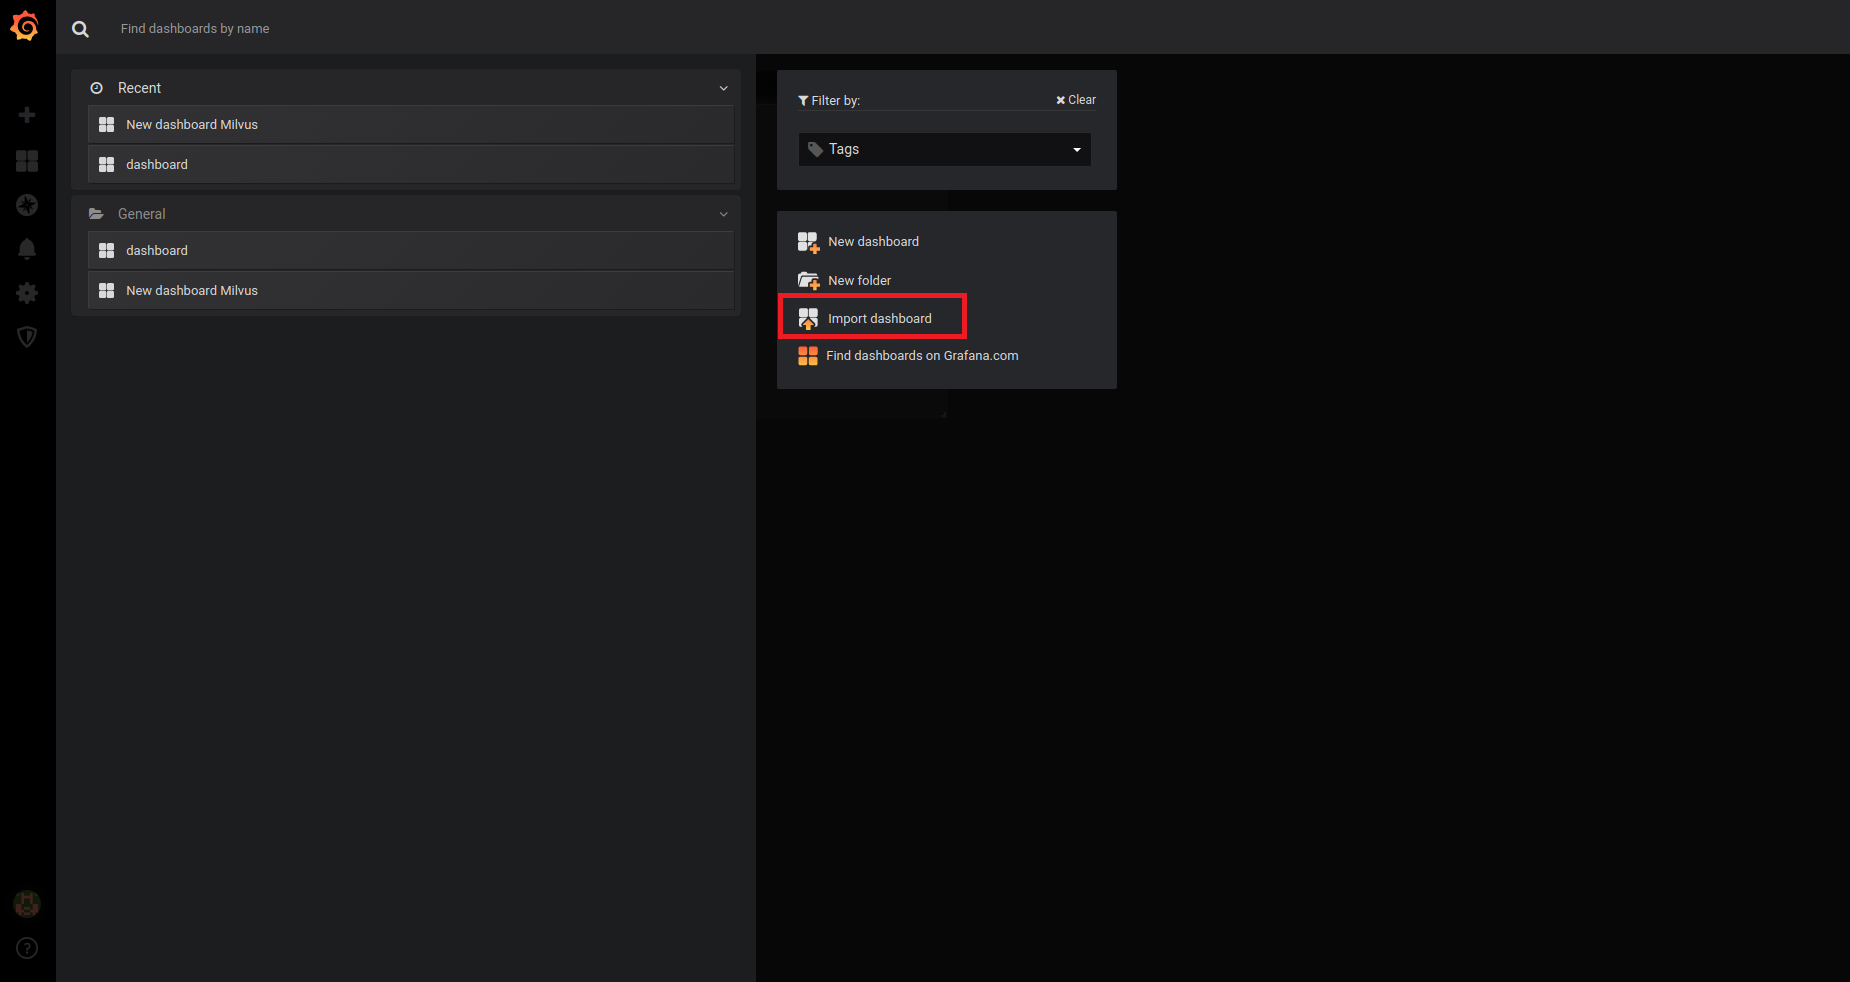 Find dashboards by name
Recent
New dashboard Milvus
dashboard
General
dashboard
New dashboard Milvus
Filter by:
Clear
Tags
New dashboard
New folder
Import dashboard
Find dashboards on Grafana.com
?